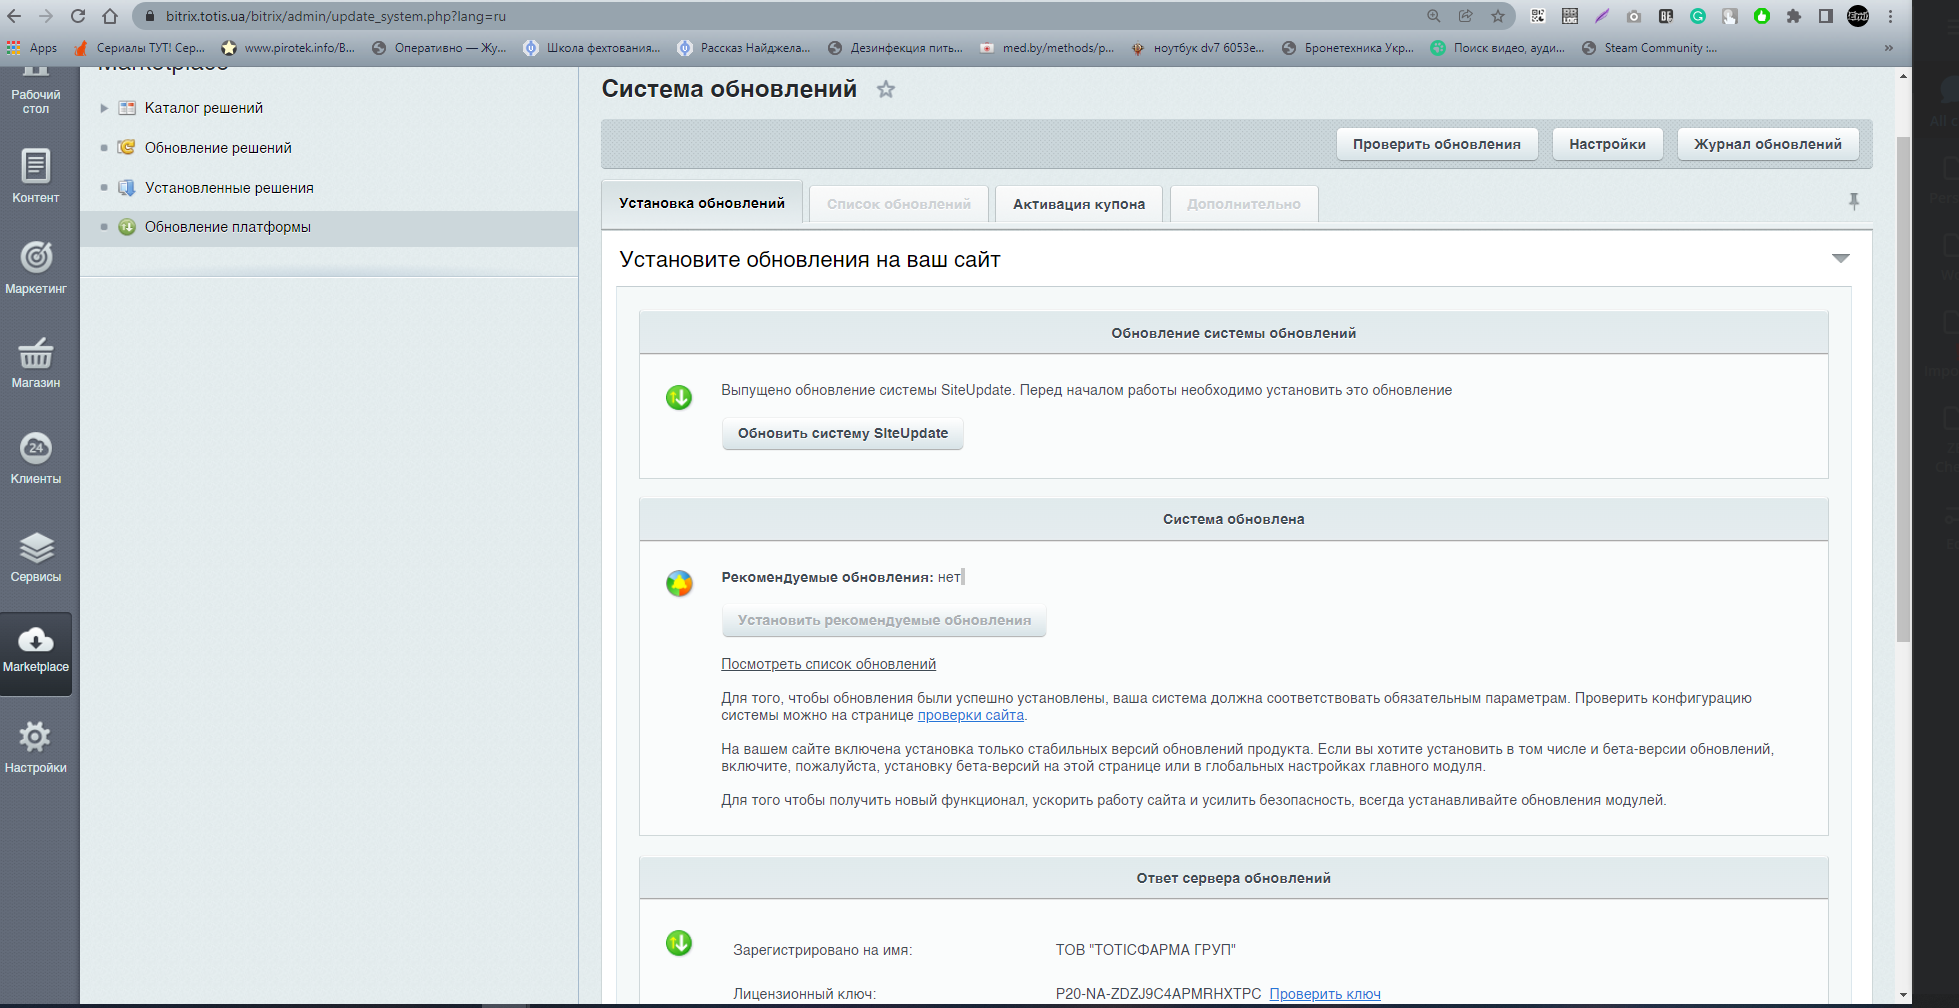 bitrix.totis.ua/bitrix/admin/update_system.php?lang=ru
Apps
Сериалы ТУТ! Сер...
www.pirotek.info/B...
Оперативно — Жу...
Школа фехтования...
Рассказ Найджела...
Дезинфекция пить...
med.by/methods/p...
ноутбук dv7 6053e...
Бронетехника Укр...
Поиск видео, ауди...
Steam Community :...
»
Рабочий
стол
Контент
Маркетинг
Магазин
24
Клиенты
Сервисы
Marketplace
Настройки
Marketplace
Каталог решений
Обновление решений
Установленные решения
Обновление платформы
Система обновлений
Проверить обновления
Настройки
Журнал обновлений
Установка обновлений
Список обновлений
Активация купона
Дополнительно
Установите обновления на ваш сайт
Обновление системы обновлений
Выпущено обновление системы SiteUpdate. Перед началом работы необходимо установить это обновление
Обновить систему SiteUpdate
Система обновлена
Рекомендуемые обновления: нет
Установить рекомендуемые обновления
Посмотреть список обновлений
Для того, чтобы обновления были успешно установлены, ваша система должна соответствовать обязательным параметрам. Проверить конфигурацию
системы можно на странице проверки сайта.
На вашем сайте включена установка только стабильных версий обновлений продукта. Если вы хотите установить в том числе и бета-версии обновлений,
включите, пожалуйста, установку бета-версий на этой странице или в глобальных настройках главного модуля.
Для того чтобы получить новый функционал, ускорить работу сайта и усилить безопасность, всегда устанавливайте обновления модулей.
Ответ сервера обновлений
Зарегистрировано на имя:
ТОВ "ТОТІСФАРМА ГРУП"
Лицензионный ключ:
P20-NA-ZDZJ9C4APMRHXTPC Проверить ключ